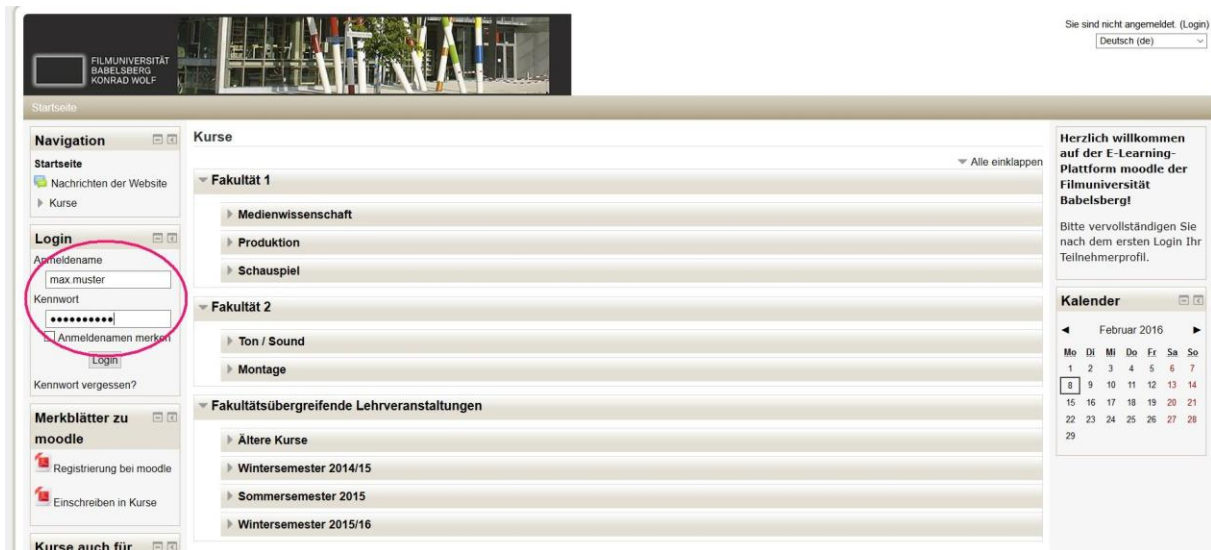 FILMUNIVERSITÄT
BABELSBERG
KONRAD WOLF
Sie sind nicht angemeldet. (Login)
Deutsch (de)
Startseite
Navigation
Startseite
Nachrichten der Website
Kurse
Login
Anmeldename
max.muster
Kennwort
••••••••••
Anmeldenamen merken
Login
Kennwort vergessen?
Merkblätter zu
moodle
Registrierung bei moodle
Einschreiben in Kurse
Kurse auch für
Kurse
Alle einklappen
Fakultät 1
Medienwissenschaft
Produktion
Schauspiel
Fakultät 2
Ton / Sound
Montage
Fakultätsübergreifende Lehrveranstaltungen
Ältere Kurse
Wintersemester 2014/15
Sommersemester 2015
Wintersemester 2015/16
Herzlich willkommen
auf der E-Learning-
Plattform moodle der
Filmuniversität
Babelsberg!
Bitte vervollständigen Sie
nach dem ersten Login Ihr
Teilnehmerprofil.
Kalender
◄ Februar 2016 ►
Mo Di Mi Do Fr Sa So
1 2 3 4 5 6 7
8 9 10 11 12 13 14
15 16 17 18 19 20 21
22 23 24 25 26 27 28
29